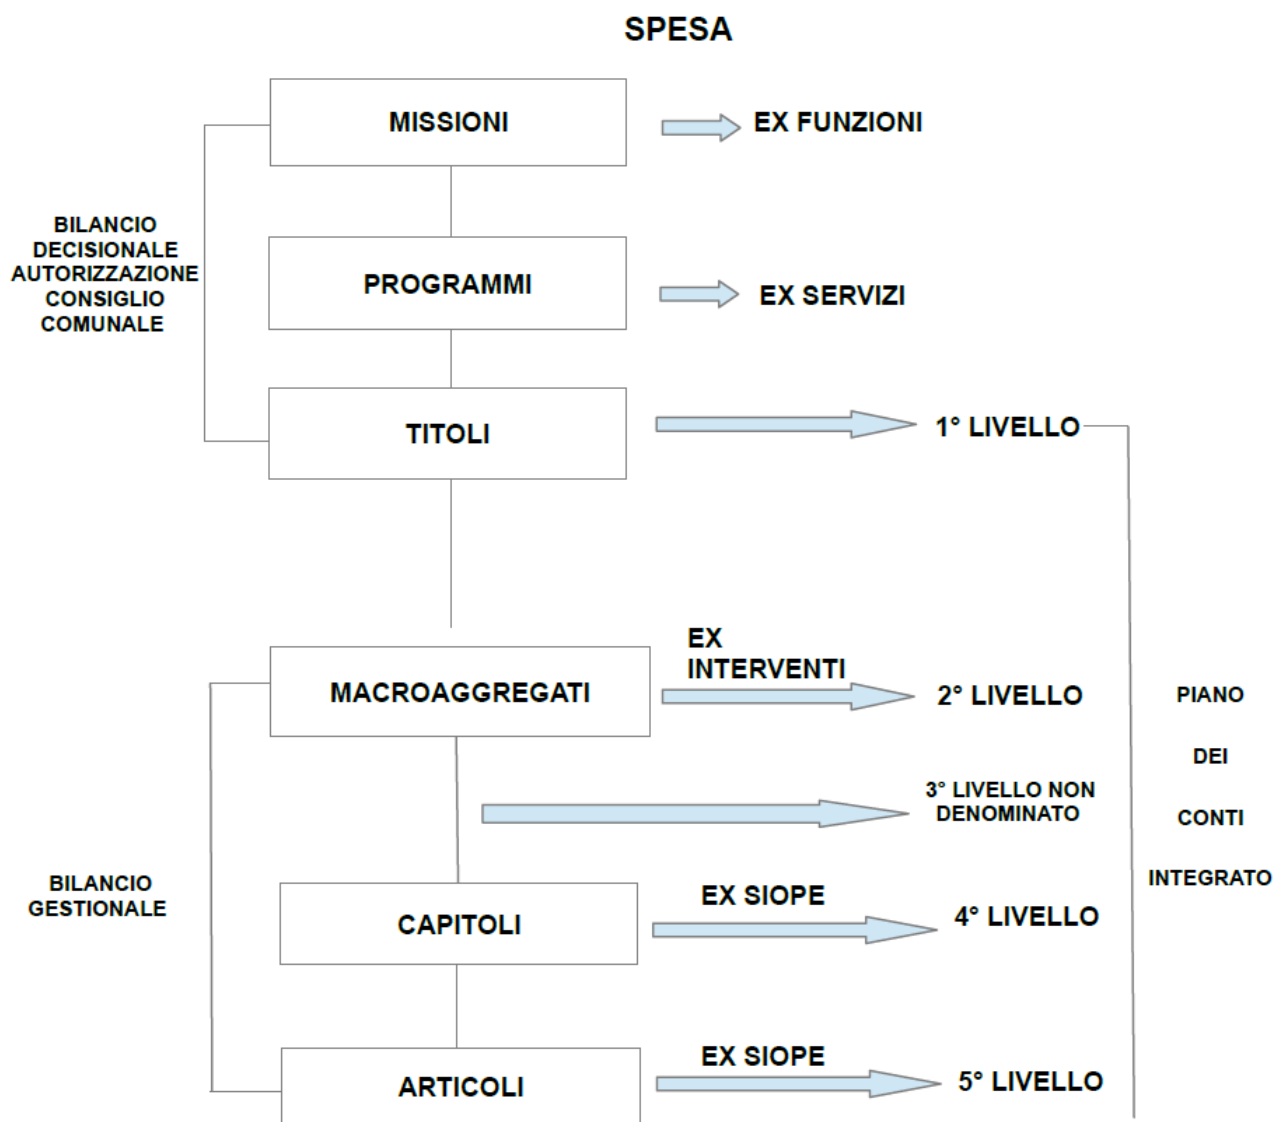 SPESA
MISSIONI
EX FUNZIONI
BILANCIO
DECISIONALE
AUTORIZZAZIONE
CONSIGLIO
COMUNALE
PROGRAMMI
EX SERVIZI
TITOLI
1° LIVELLO
EX
INTERVENTI
MACROAGGREGATI
2° LIVELLO
PIANO
DEI
CONTI
INTEGRATO
3° LIVELLO NON
DENOMINATO
BILANCIO
GESTIONALE
CAPITOLI
EX SIOPE
4° LIVELLO
ARTICOLI
EX SIOPE
5° LIVELLO